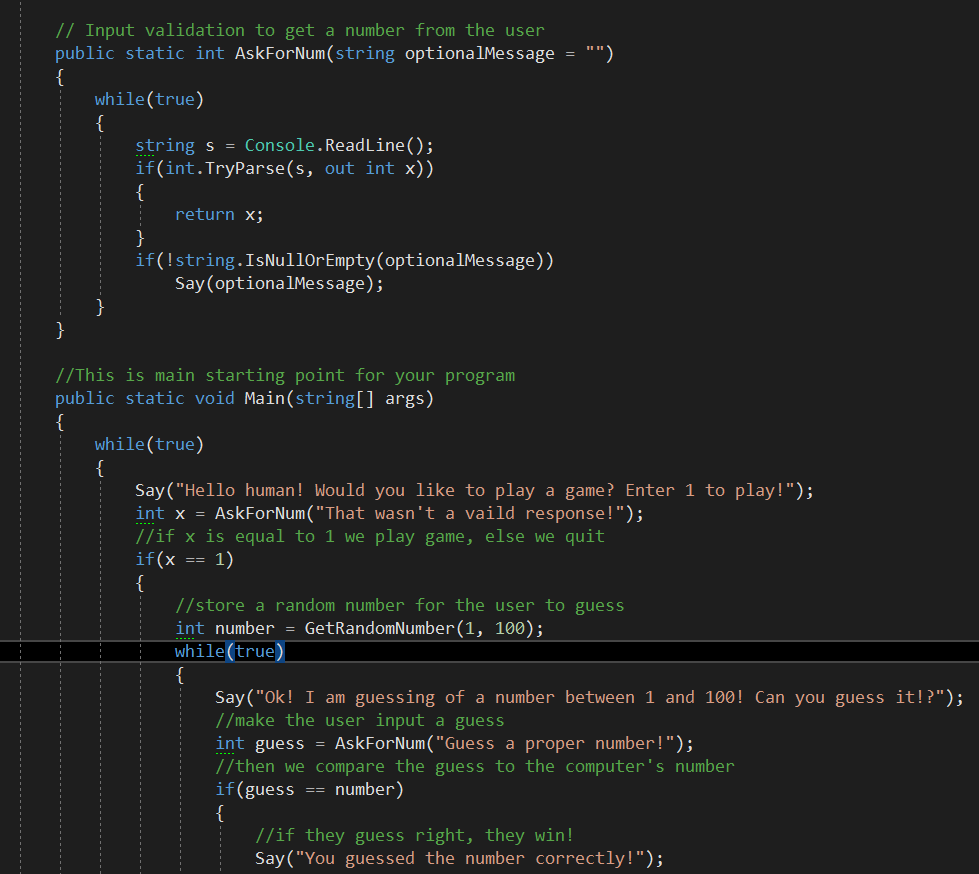 // Input validation to get a number from the user
public static int AskForNum(string optionalMessage = "")
{
while(true)
{
string s = Console.ReadLine();
if(int.TryParse(s, out int x))
{
return x;
}
if(!string.IsNullOrEmpty(optionalMessage))
Say(optionalMessage);
}
}
//This is main starting point for your program
public static void Main(string[] args)
{
while(true)
{
Say("Hello human! Would you like to play a game? Enter 1 to play!");
int x = AskForNum("That wasn't a vaild response!");
//if x is equal to 1 we play game, else we quit
if(x == 1)
{
//store a random number for the user to guess
int number = GetRandomNumber(1, 100);
while(true)
{
Say("Ok! I am guessing of a number between 1 and 100! Can you guess it!?");
//make the user input a guess
int guess = AskForNum("Guess a proper number!");
//then we compare the guess to the computer's number
if(guess == number)
{
//if they guess right, they win!
Say("You guessed the number correctly!");